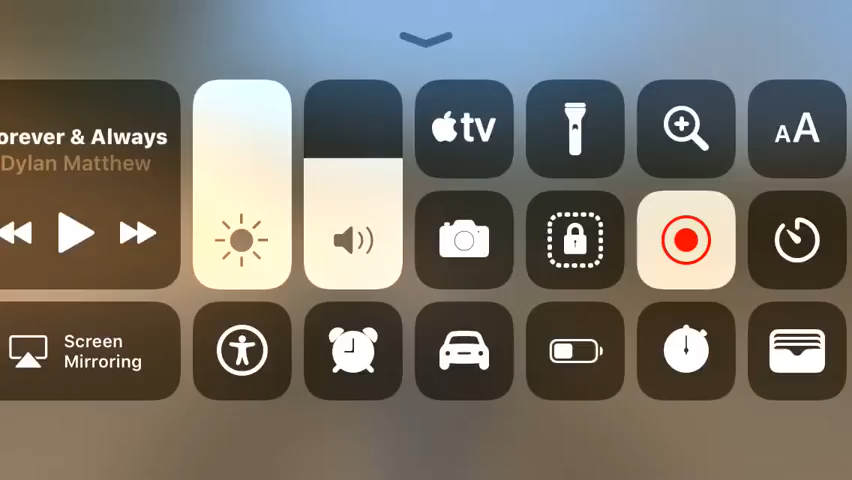 orever & Always
Dylan Matthew
tv
AA
Screen
Mirroring